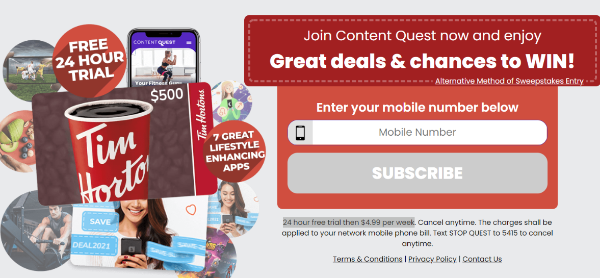 FREE
24 HOUR
TRIAL
CONTENT QUEST
Your Fitness
$500
Tim Hortons
Tim
Horto
7 GREAT
LIFESTYLE
ENHANCING
APPS
SAVE
DEAL2021
SAVE
Join Content Quest now and enjoy
Great deals & chances to WIN!
Alternative Method of Sweepstakes Entry
Enter your mobile number below
Mobile Number
SUBSCRIBE
24 hour free trial then $4.99 per week. Cancel anytime. The charges shall be
applied to your network mobile phone bill. Text STOP QUEST to 5415 to cancel
anytime.
Terms & Conditions | Privacy Policy | Contact Us